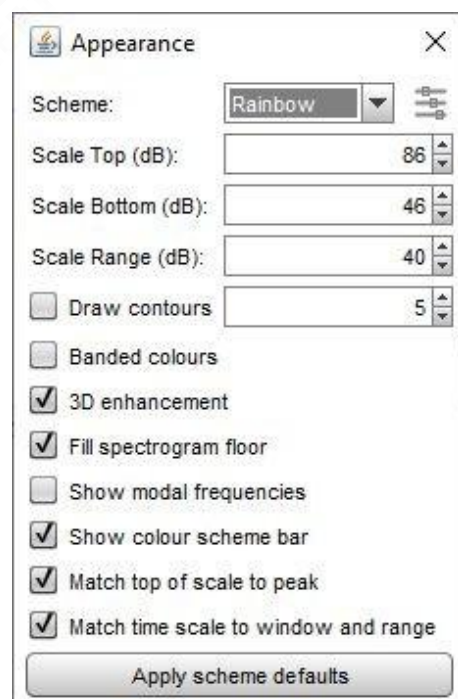 Appearance
Scheme: Rainbow
Scale Top (dB): 86
Scale Bottom (dB): 46
Scale Range (dB): 40
Draw contours 5
Banded colours
3D enhancement
Fill spectrogram floor
Show modal frequencies
Show colour scheme bar
Match top of scale to peak
Match time scale to window and range
Apply scheme defaults